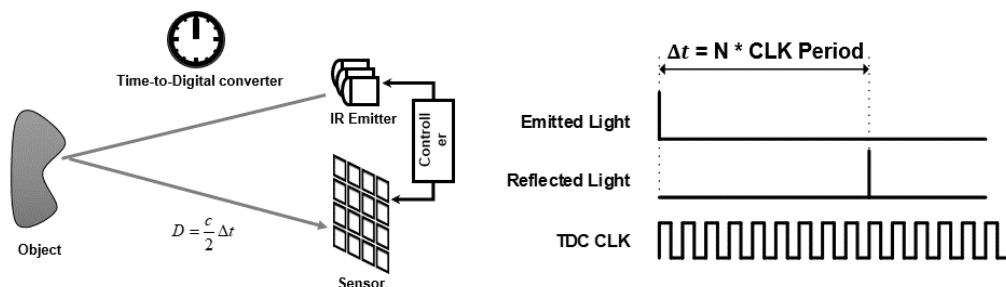 Time-to-Digital converter
IR Emitter
Controll
er
Object
D = c/2 Δt
Sensor
Δt = N * CLK Period
Emitted Light
Reflected Light
TDC CLK